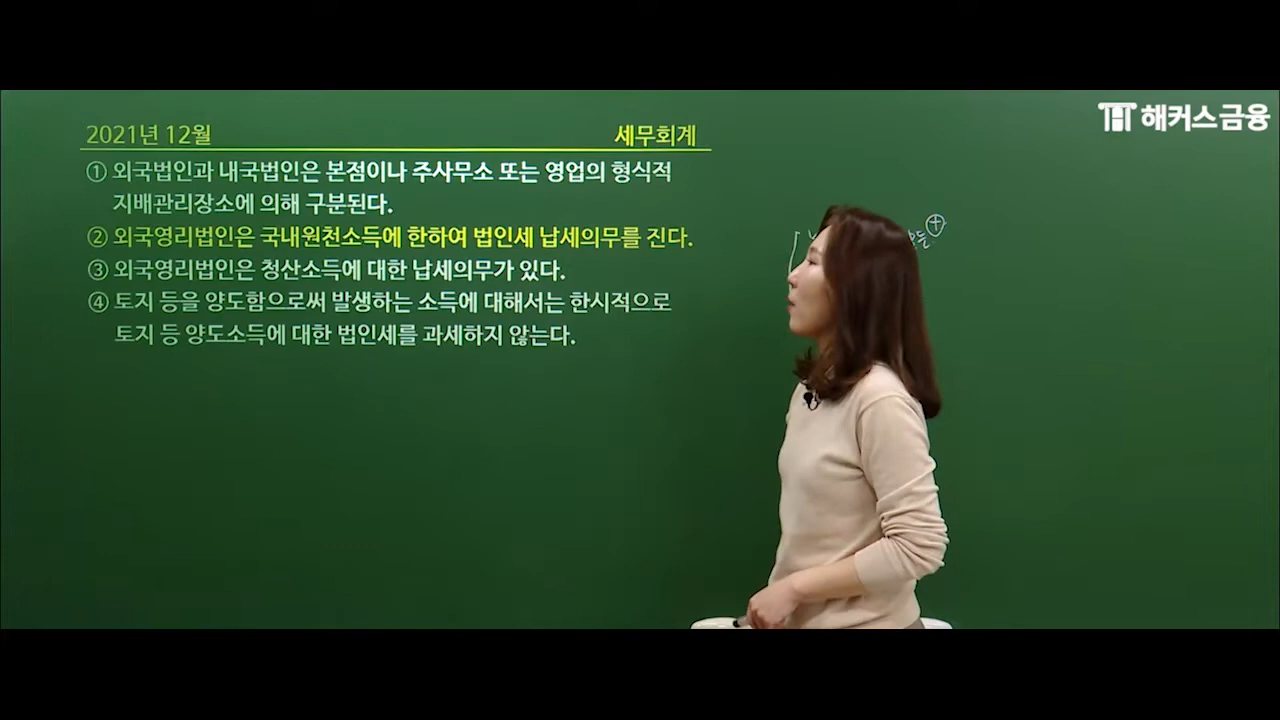 해커스금융
2021년 12월
세무회계
① 외국법인과 내국법인은 본점이나 주사무소 또는 영업의 형식적
지배관리장소에 의해 구분된다.
② 외국영리법인은 국내원천소득에 한하여 법인세 납세의무를 진다.
③ 외국영리법인은 청산소득에 대한 납세의무가 있다.
④ 토지 등을 양도함으로써 발생하는 소득에 대해서는 한시적으로
토지 등 양도소득에 대한 법인세를 과세하지 않는다.